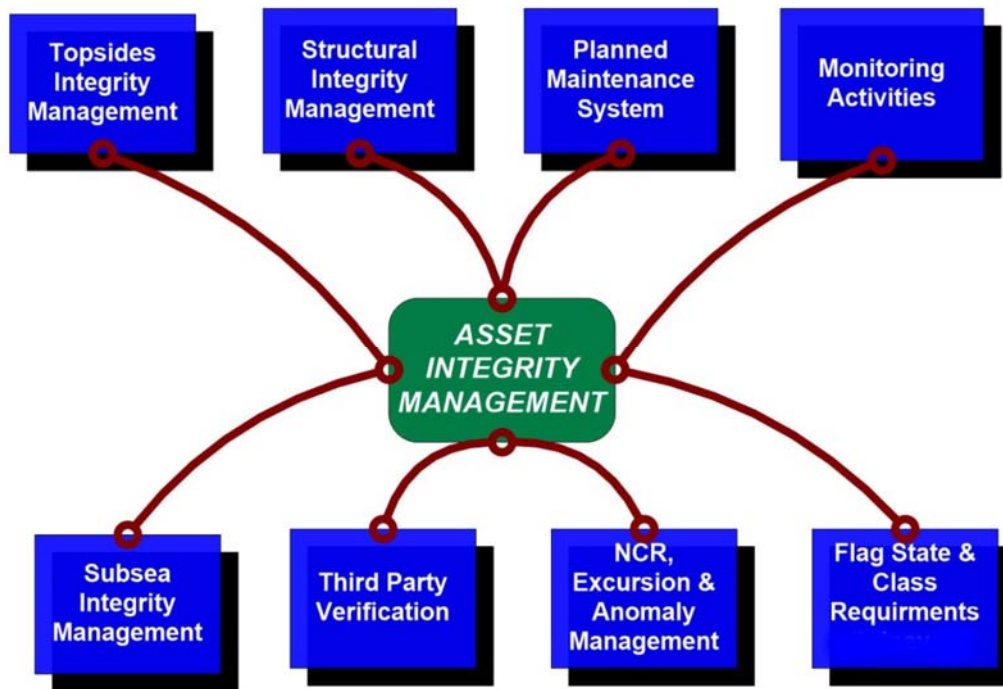 Topsides
Integrity
Management
Structural
Integrity
Management
Planned
Maintenance
System
Monitoring
Activities
ASSET
INTEGRITY
MANAGEMENT
Subsea
Integrity
Management
Third Party
Verification
NCR,
Excursion &
Anomaly
Management
Flag State &
Class
Requirments